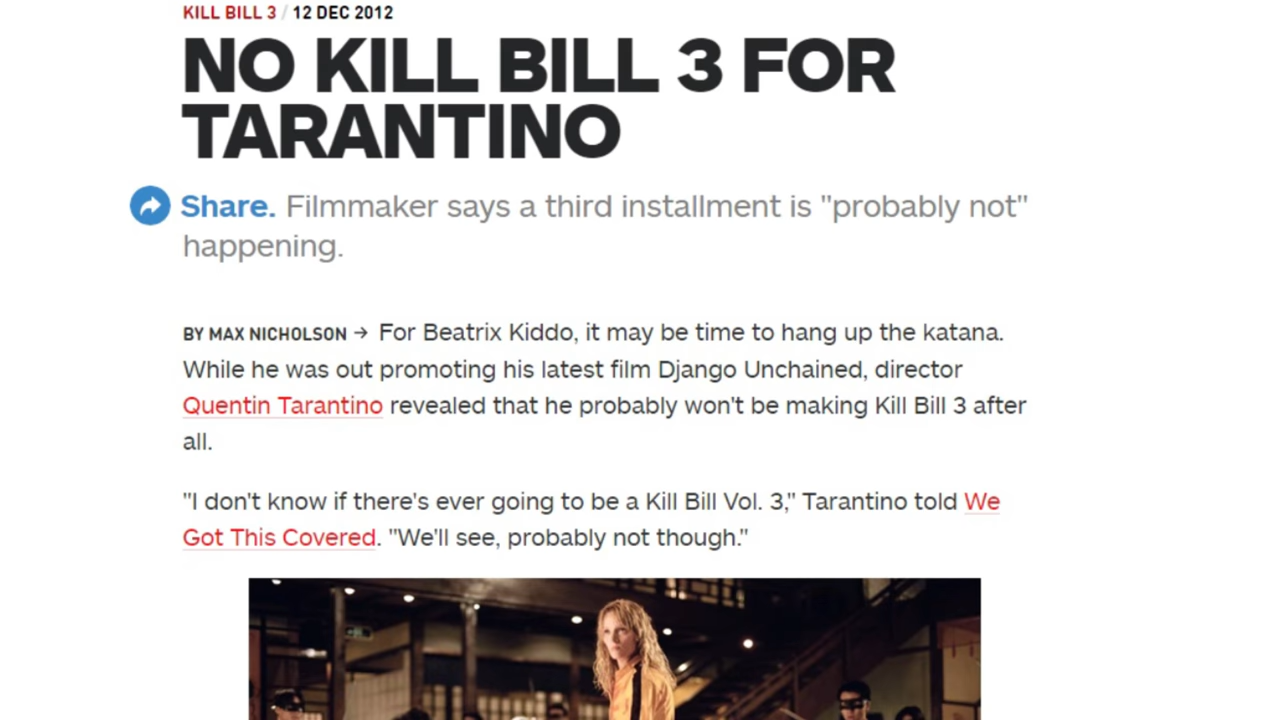 KILL BILL 3 / 12 DEC 2012
NO KILL BILL 3 FOR
TARANTINO
Share. Filmmaker says a third installment is "probably not"
happening.
BY MAX NICHOLSON → For Beatrix Kiddo, it may be time to hang up the katana.
While he was out promoting his latest film Django Unchained, director
Quentin Tarantino revealed that he probably won't be making Kill Bill 3 after
all.
"I don't know if there's ever going to be a Kill Bill Vol. 3," Tarantino told We
Got This Covered. "We'll see, probably not though."